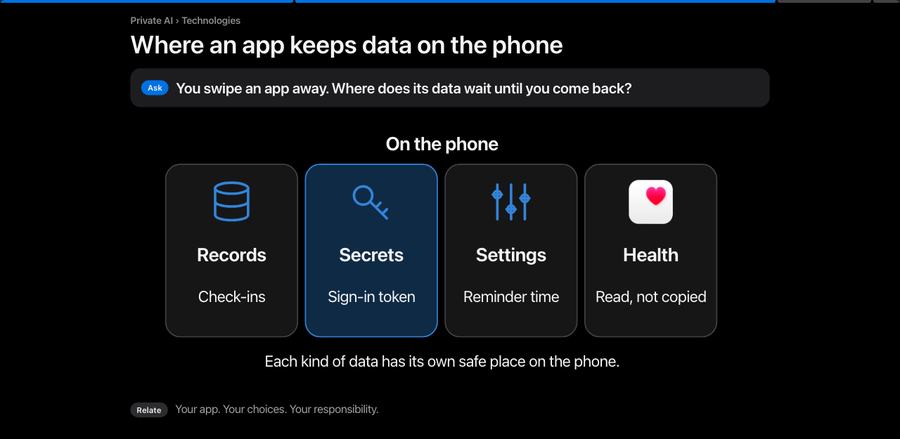 Private AI › Technologies
Where an app keeps data on the phone
Ask You swipe an app away. Where does its data wait until you come back?
On the phone
Records Secrets Settings Health
Check-ins Sign-in token Reminder time Read, not copied
Each kind of data has its own safe place on the phone.
Relate Your app. Your choices. Your responsibility.